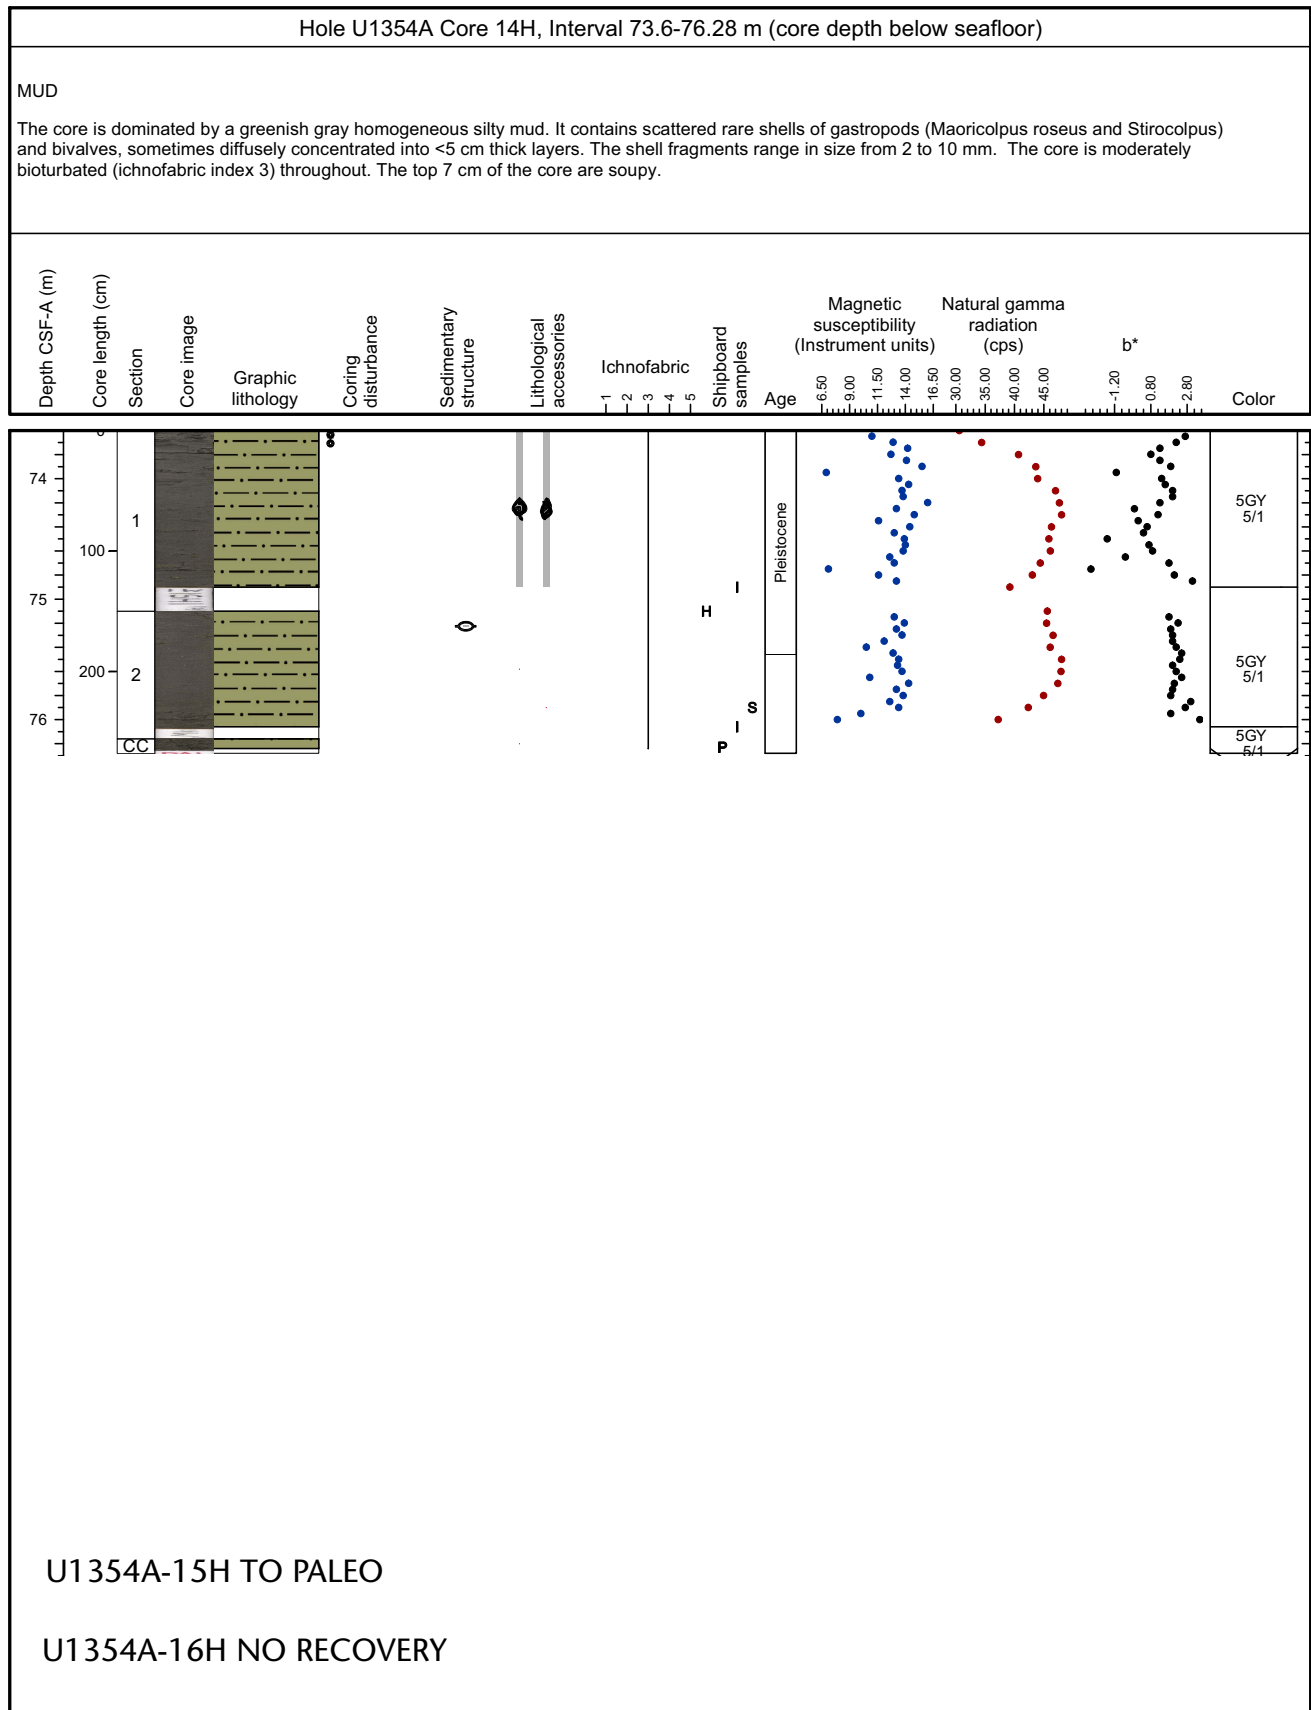 Hole U1354A Core 14H, Interval 73.6-76.28 m (core depth below seafloor)
MUD
The core is dominated by a greenish gray homogeneous silty mud. It contains scattered rare shells of gastropods (Maoricolpus roseus and Stirocolpus)
and bivalves, sometimes diffusely concentrated into <5 cm thick layers. The shell fragments range in size from 2 to 10 mm.  The core is moderately
bioturbated (ichnofabric index 3) throughout. The top 7 cm of the core are soupy.
Depth CSF-A (m)
Core length (cm)
Section
Core image
Graphic
lithology
Coring
disturbance
Sedimentary
structure
Lithological
accessories
Ichnofabric
1
2
3
4
5
Shipboard
samples
Age
Magnetic
susceptibility
(Instrument units)
6.50
9.00
11.50
14.00
16.50
Natural gamma
radiation
(cps)
30.00
35.00
40.00
45.00
b*
-1.20
0.80
2.80
Color
0
74
1
100
75
2
200
76
CC
I
H
S
I
P
Pleistocene
5GY
5/1
5GY
5/1
5GY
5/1
U1354A-15H TO PALEO
U1354A-16H NO RECOVERY